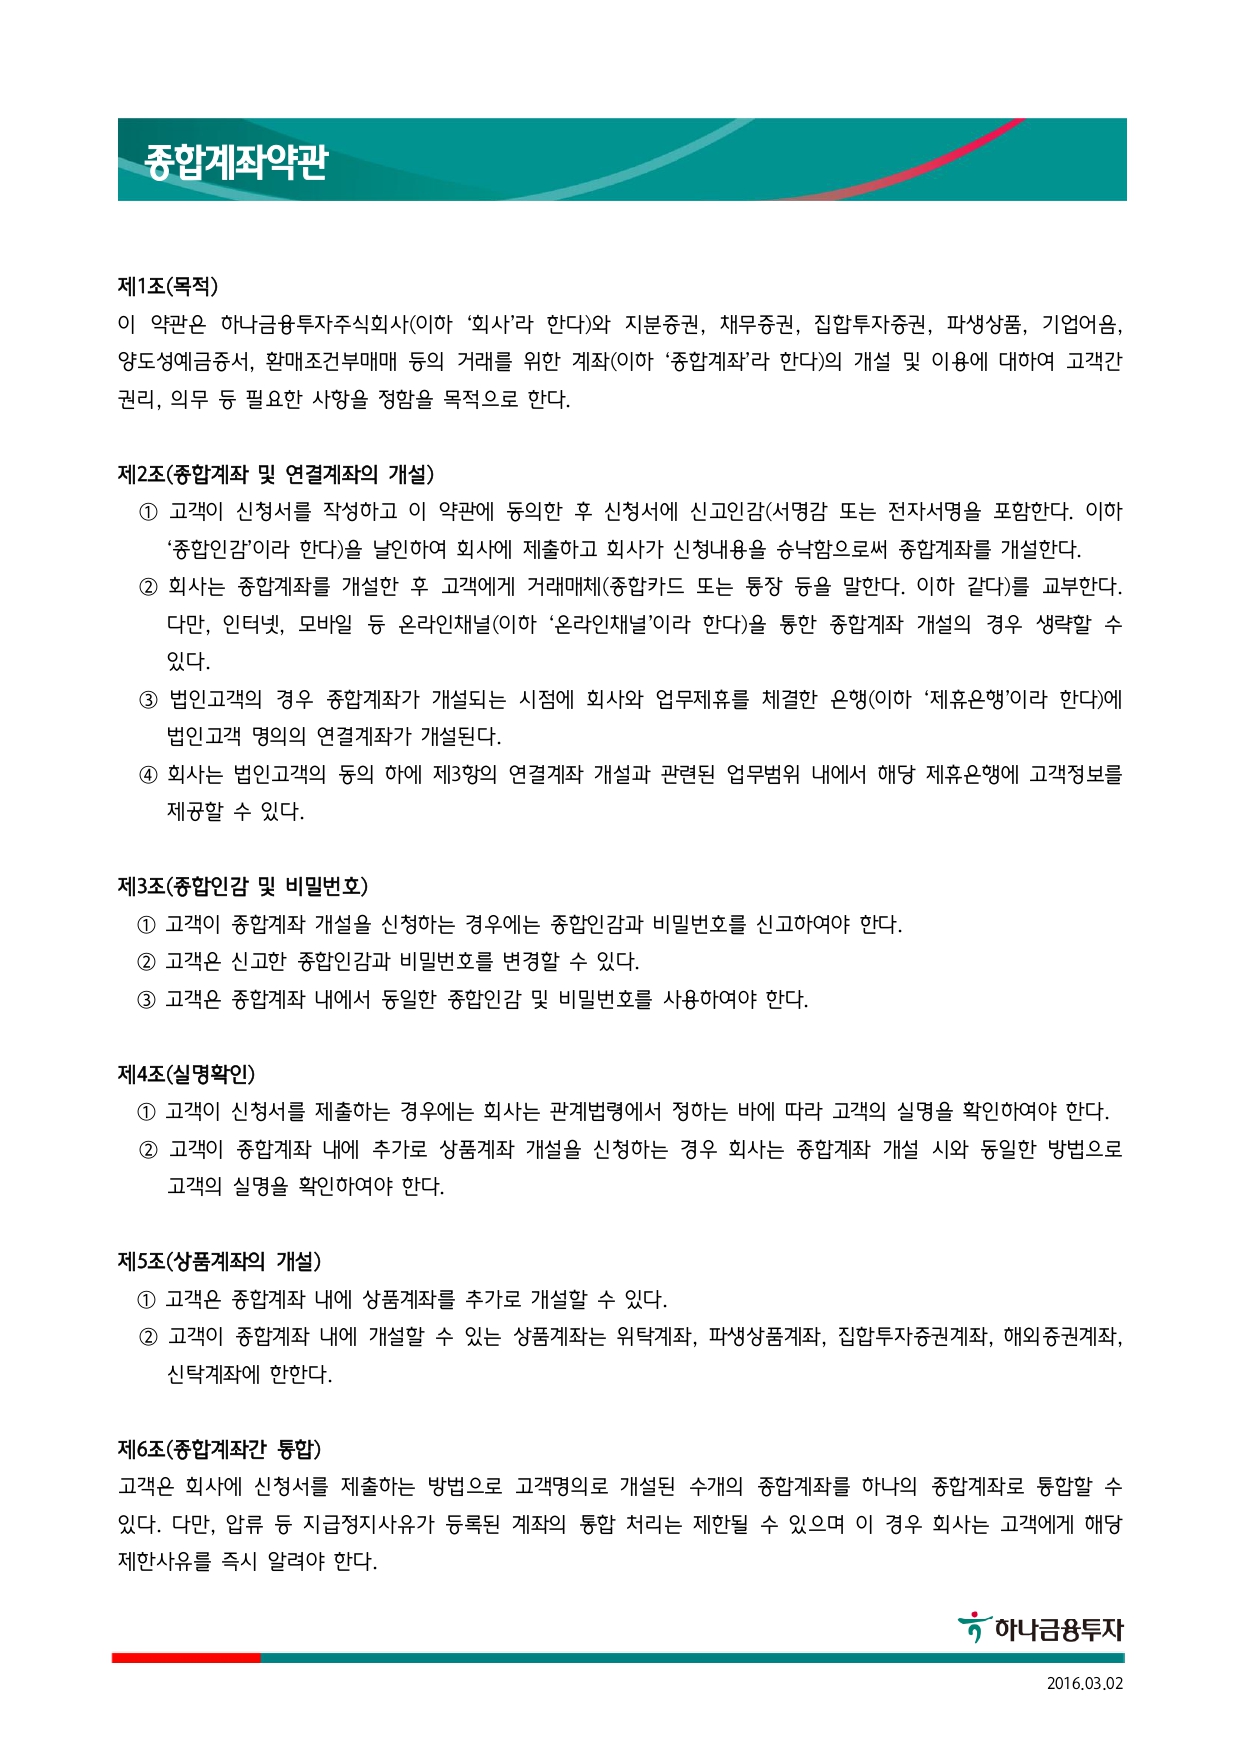 종합계좌약관
제1조(목적)
이 약관은 하나금융투자주식회사(이하 ‘회사’라 한다)와 지분증권, 채무증권, 집합투자증권, 파생상품, 기업어음,
양도성예금증서, 환매조건부매매 등의 거래를 위한 계좌(이하 ‘종합계좌’라 한다)의 개설 및 이용에 대하여 고객간
권리, 의무 등 필요한 사항을 정함을 목적으로 한다.
제2조(종합계좌 및 연결계좌의 개설)
① 고객이 신청서를 작성하고 이 약관에 동의한 후 신청서에 신고인감(서명감 또는 전자서명을 포함한다. 이하
‘종합인감’이라 한다)을 날인하여 회사에 제출하고 회사가 신청내용을 승낙함으로써 종합계좌를 개설한다.
② 회사는 종합계좌를 개설한 후 고객에게 거래매체(종합카드 또는 통장 등을 말한다. 이하 같다)를 교부한다.
다만, 인터넷, 모바일 등 온라인채널(이하 ‘온라인채널’이라 한다)을 통한 종합계좌 개설의 경우 생략할 수
있다.
③ 법인고객의 경우 종합계좌가 개설되는 시점에 회사와 업무제휴를 체결한 은행(이하 ‘제휴은행’이라 한다)에
법인고객 명의의 연결계좌가 개설된다.
④ 회사는 법인고객의 동의 하에 제3항의 연결계좌 개설과 관련된 업무범위 내에서 해당 제휴은행에 고객정보를
제공할 수 있다.
제3조(종합인감 및 비밀번호)
① 고객이 종합계좌 개설을 신청하는 경우에는 종합인감과 비밀번호를 신고하여야 한다.
② 고객은 신고한 종합인감과 비밀번호를 변경할 수 있다.
③ 고객은 종합계좌 내에서 동일한 종합인감 및 비밀번호를 사용하여야 한다.
제4조(실명확인)
① 고객이 신청서를 제출하는 경우에는 회사는 관계법령에서 정하는 바에 따라 고객의 실명을 확인하여야 한다.
② 고객이 종합계좌 내에 추가로 상품계좌 개설을 신청하는 경우 회사는 종합계좌 개설 시와 동일한 방법으로
고객의 실명을 확인하여야 한다.
제5조(상품계좌의 개설)
① 고객은 종합계좌 내에 상품계좌를 추가로 개설할 수 있다.
② 고객이 종합계좌 내에 개설할 수 있는 상품계좌는 위탁계좌, 파생상품계좌, 집합투자증권계좌, 해외증권계좌,
신탁계좌에 한한다.
제6조(종합계좌간 통합)
고객은 회사에 신청서를 제출하는 방법으로 고객명의로 개설된 수개의 종합계좌를 하나의 종합계좌로 통합할 수
있다. 다만, 압류 등 지급정지사유가 등록된 계좌의 통합 처리는 제한될 수 있으며 이 경우 회사는 고객에게 해당
제한사유를 즉시 알려야 한다.
하나금융투자
2016.03.02